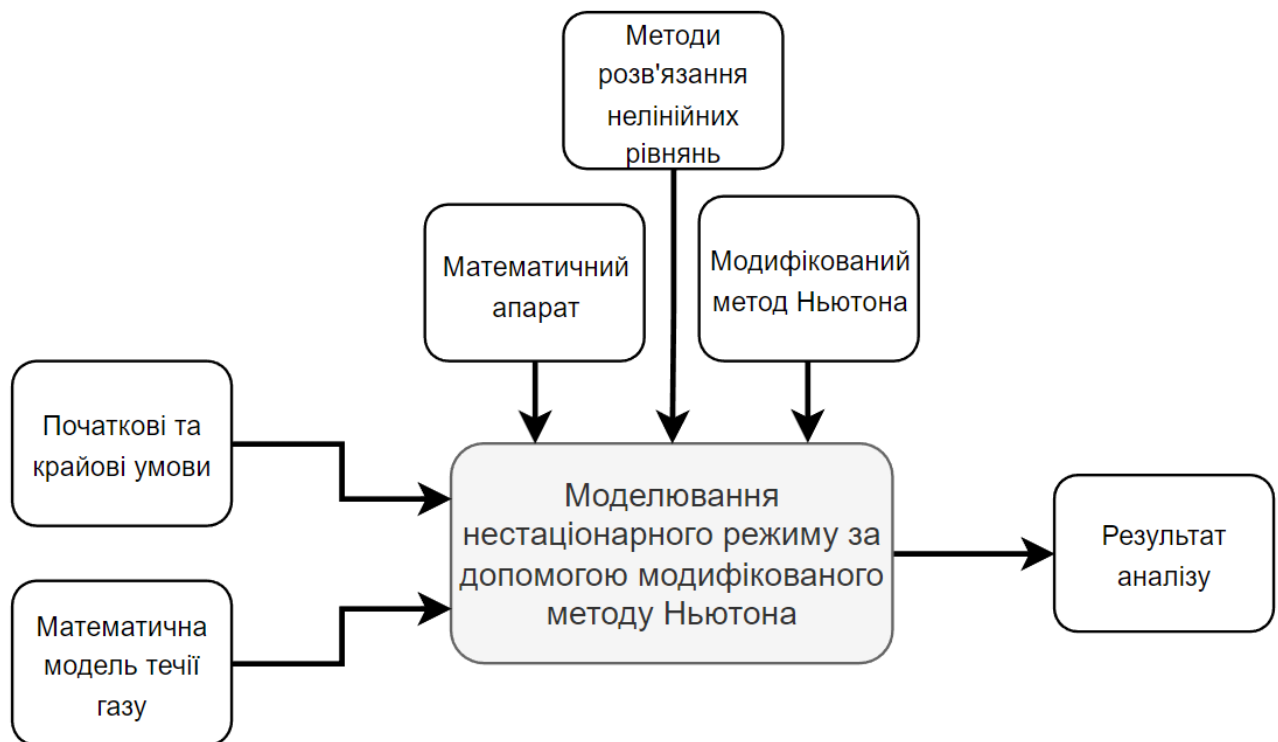 Методи
розв'язання
нелінійних
рівнянь
Математичний
апарат
Модифікований
метод Ньютона
Початкові та
крайові умови
Моделювання
нестаціонарного режиму за
допомогою модифікованого
методу Ньютона
Результат
аналізу
Математична
модель течії
газу